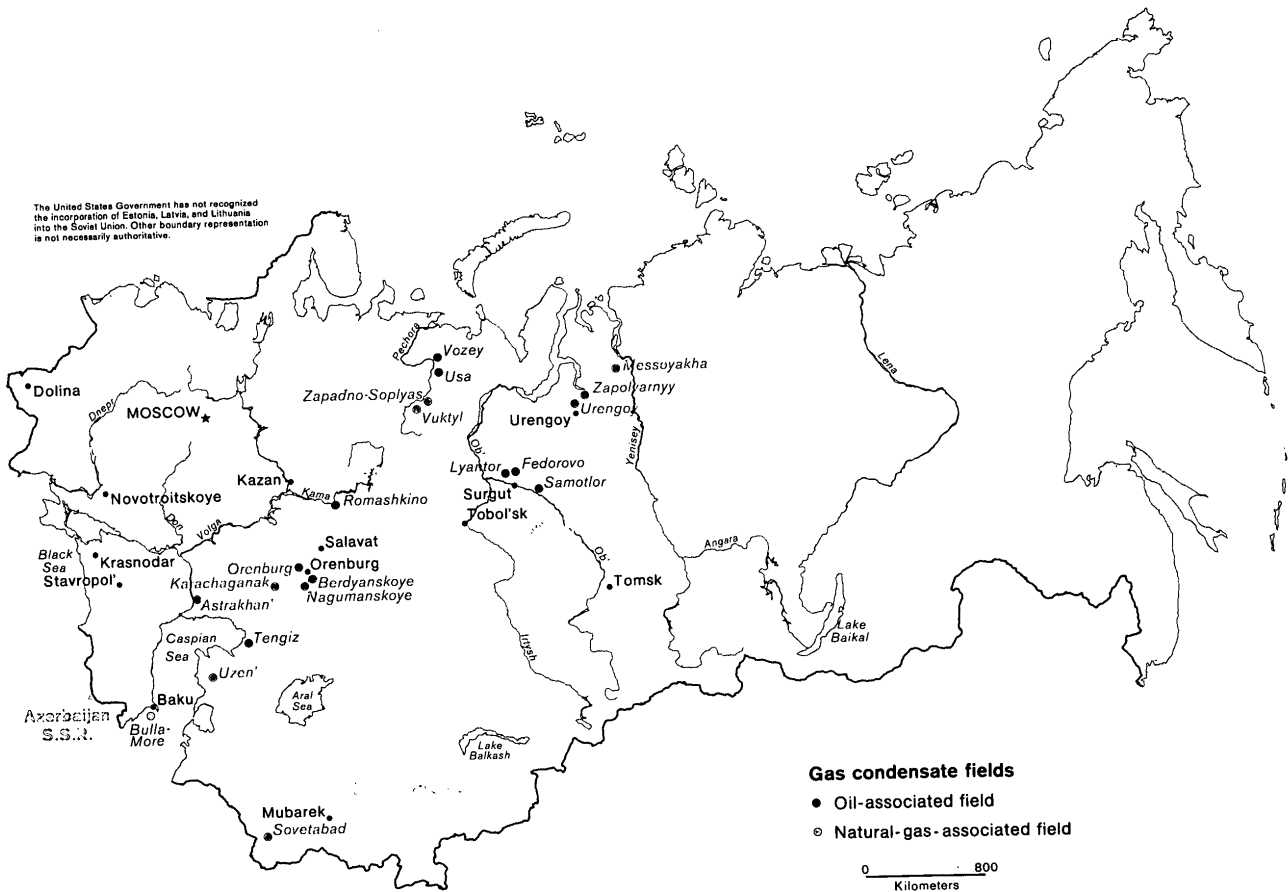 The United States Government has not recognized
the incorporation of Estonia, Latvia, and Lithuania
into the Soviet Union. Other boundary representation
is not necessarily authoritative.
Pechora
Vozey
Usa
Messoyakha
Lena
Dolina
Zapadno-Soplyas
Zapolyarnyy
Dnepr
MOSCOW
Vuktyl
Urengoy
Urengoy
Ob'
Yenisey
Lyantor
Fedorovo
Kazan'
Samotlor
Novotroitskoye
Kama
Romashkino
Surgut
Tobol'sk
Don
Volga
Salavat
Angara
Black
Sea
Krasnodar
Orenburg
Orenburg
Ob'
Stavropol'
Karachaganak
Berdyanskoye
Tomsk
Nagumanskoye
Astrakhan'
Lake
Baikal
Caspian
Sea
Tengiz
Irtysh
Uzen'
Aral
Sea
Baku
Azerbaijan
S.S.R.
Bulla-
More
Lake
Balkash
Gas condensate fields
Oil-associated field
Mubarek
Sovetabad
Natural-gas-associated field
0 800
Kilometers